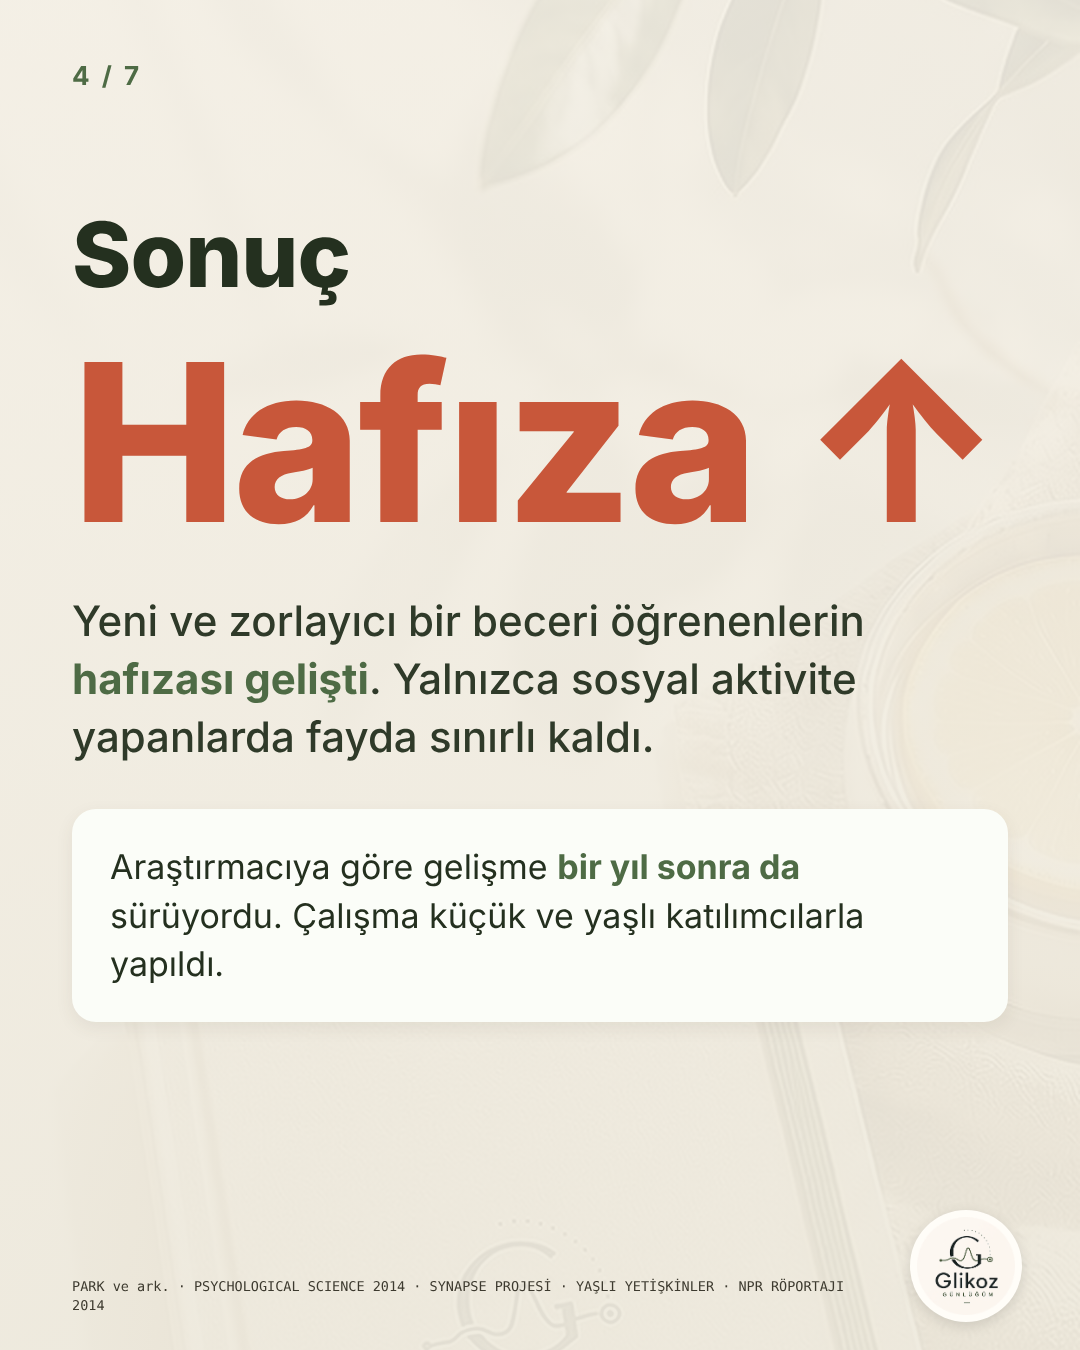 4 / 7
Sonuç
Hafıza ↑
Yeni ve zorlayıcı bir beceri öğrenenlerin
hafızası gelişti. Yalnızca sosyal aktivite
yapanlarda fayda sınırlı kaldı.
Araştırmacıya göre gelişme bir yıl sonra da
sürüyordu. Çalışma küçük ve yaşlı katılımcılarla
yapıldı.
PARK ve ark. · PSYCHOLOGICAL SCIENCE 2014 · SYNAPSE PROJESİ · YAŞLI YETİŞKİNLER · NPR RÖPORTAJI
2014
Glikoz
GÜNLÜĞÜM